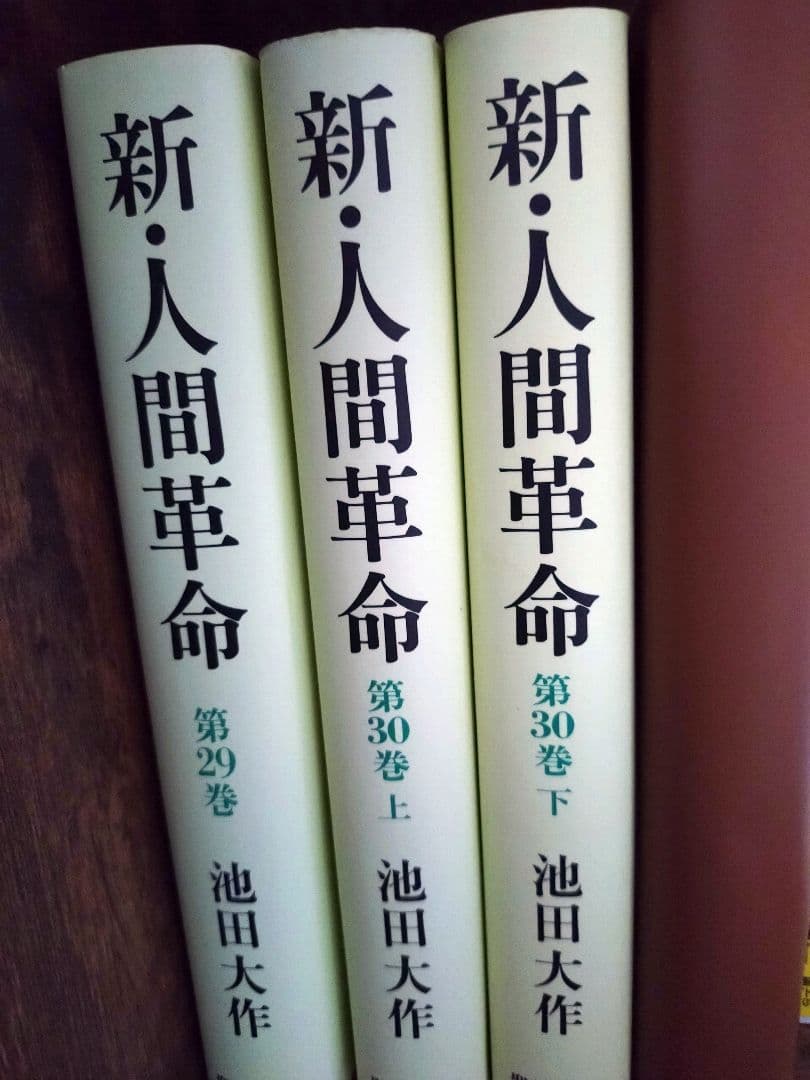 新・人間革命 第29巻 池田大作
新・人間革命 第30巻 上 池田大作
新・人間革命 第30巻 下 池田大作